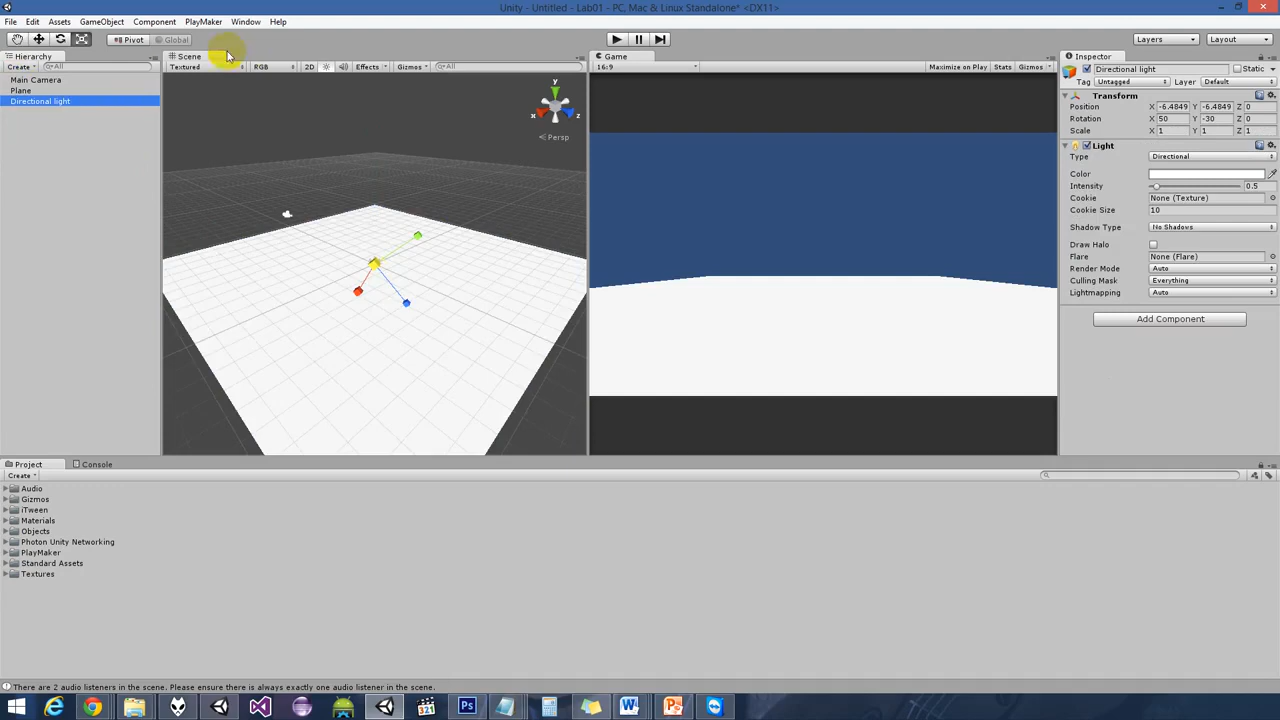 Unity - Untitled - Lab01 - PC, Mac & Linux Standalone* <DX11>
File Edit Assets GameObject Component PlayMaker Window Help
Pivot Global Layers Layout
Hierarchy Scene Game Inspector
Create All Textured RGB 2D Effects Gizmos All 16:9 Maximize on Play Stats Gizmos Directional light Static
Main Camera
Plane
Directional light
Tag Untagged Layer Default
Transform
Position X -6.4849 Y -6.4849 Z 0
Rotation X 50 Y -30 Z 0
Scale X 1 Y 1 Z 1
y
x z
Persp
Light
Type Directional
Color
Intensity 0.5
Cookie None (Texture)
Cookie Size 10
Shadow Type No Shadows
Draw Halo
Flare None (Flare)
Render Mode Auto
Culling Mask Everything
Lightmapping Auto
Add Component
Project Console
Create
Audio
Gizmos
iTween
Materials
Objects
Photon Unity Networking
PlayMaker
Standard Assets
Textures
There are 2 audio listeners in the scene. Please ensure there is always exactly one audio listener in the scene.
321
Ps